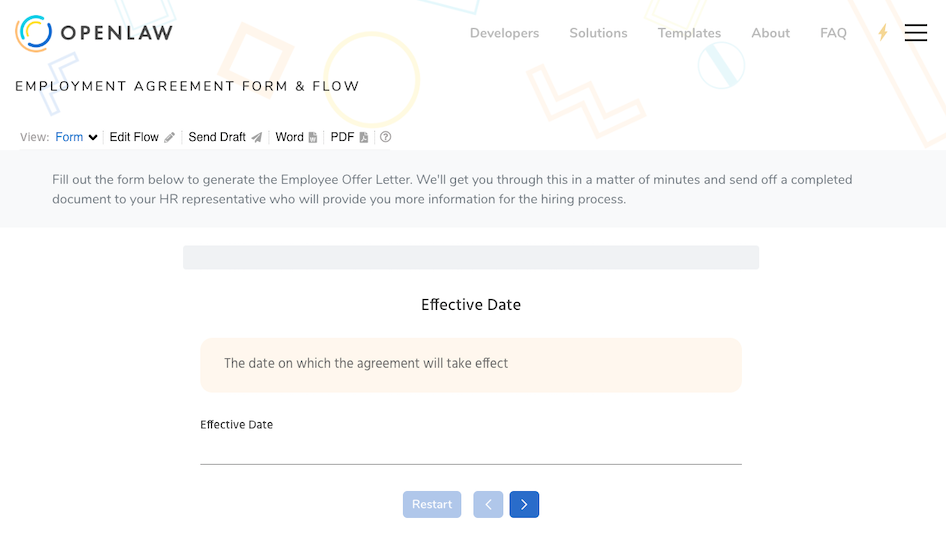 OPENLAW
Developers Solutions Templates About FAQ
EMPLOYMENT AGREEMENT FORM & FLOW
View: Form Edit Flow Send Draft Word PDF
Fill out the form below to generate the Employee Offer Letter. We'll get you through this in a matter of minutes and send off a completed
document to your HR representative who will provide you more information for the hiring process.
Effective Date
The date on which the agreement will take effect
Effective Date
Restart